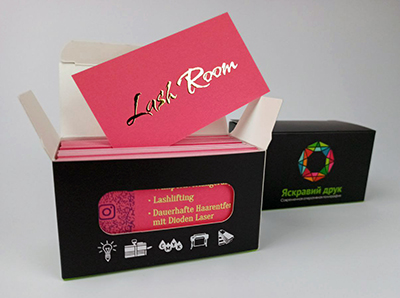 Lash Room
- Lashlifting
- Dauerhafte Haarentfe
mit Dioden Laser
Яскравий друк